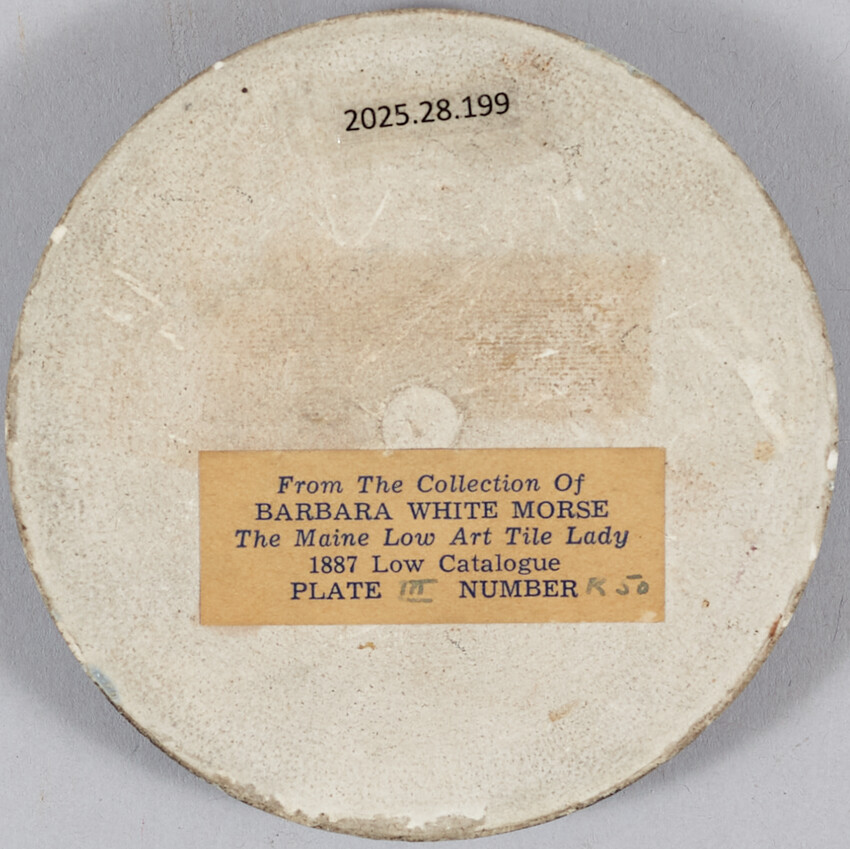 2025.28.199
From The Collection Of
BARBARA WHITE MORSE
The Maine Low Art Tile Lady
1887 Low Catalogue
PLATE III NUMBER K 50